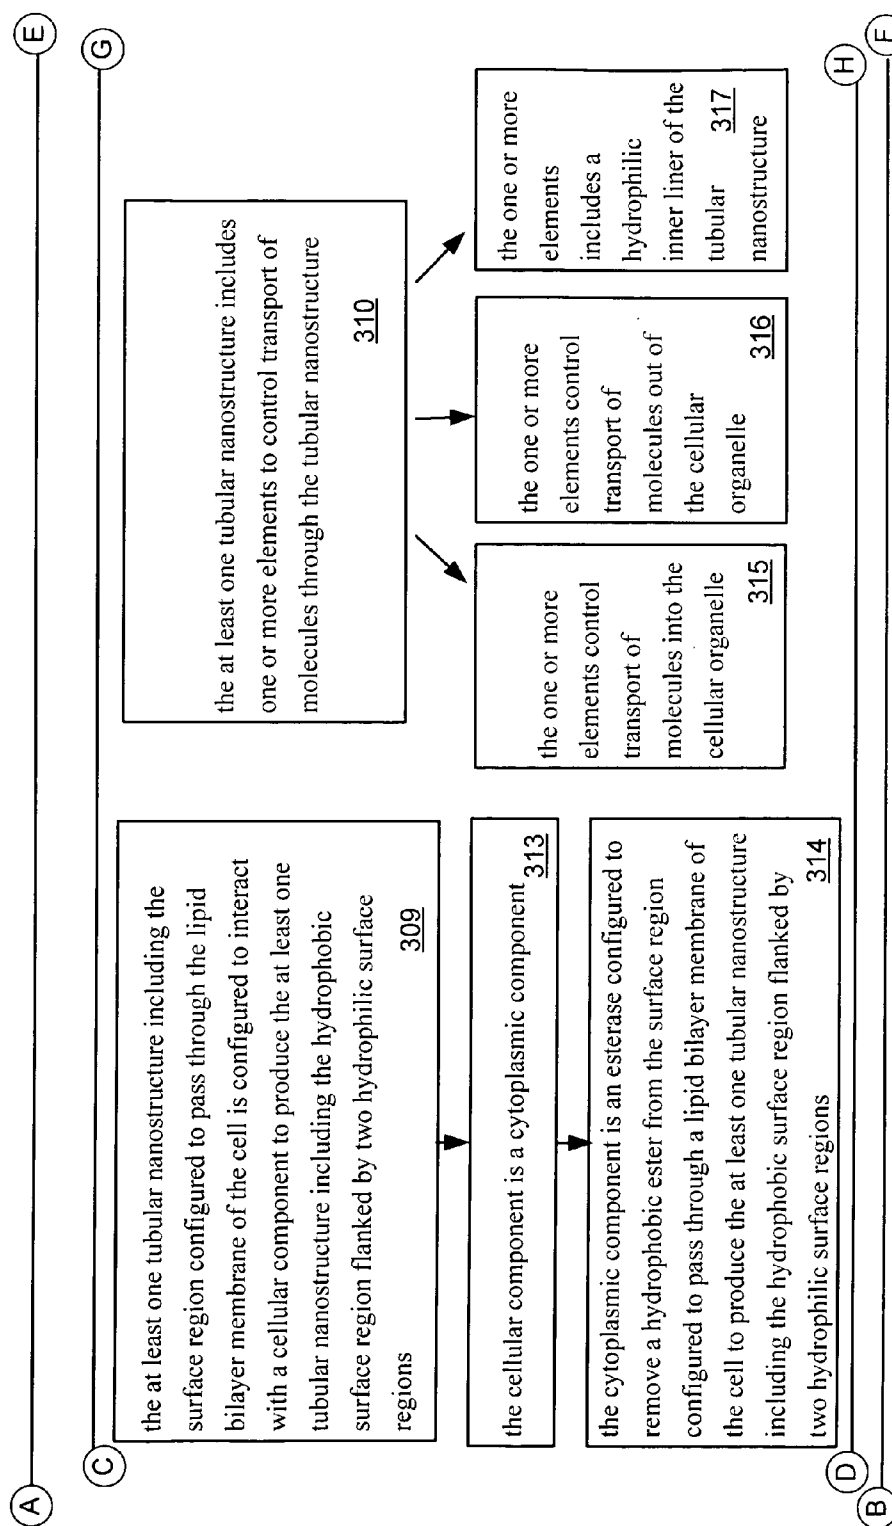 A
E
C
G
the at least one tubular nanostructure including the
surface region configured to pass through the lipid
bilayer membrane of the cell is configured to interact
with a cellular component to produce the at least one
tubular nanostructure including the hydrophobic
surface region flanked by two hydrophilic surface
regions
309
the cellular component is a cytoplasmic component
313
the cytoplasmic component is an esterase configured to
remove a hydrophobic ester from the surface region
configured to pass through a lipid bilayer membrane of
the cell to produce the at least one tubular nanostructure
including the hydrophobic surface region flanked by
two hydrophilic surface regions
314
the at least one tubular nanostructure includes
one or more elements to control transport of
molecules through the tubular nanostructure
310
the one or more
elements control
transport of
molecules into the
cellular organelle
315
the one or more
elements control
transport of
molecules out of
the cellular
organelle
316
the one or more
elements
includes a
hydrophilic
inner liner of the
tubular
nanostructure
317
D
H
B
F